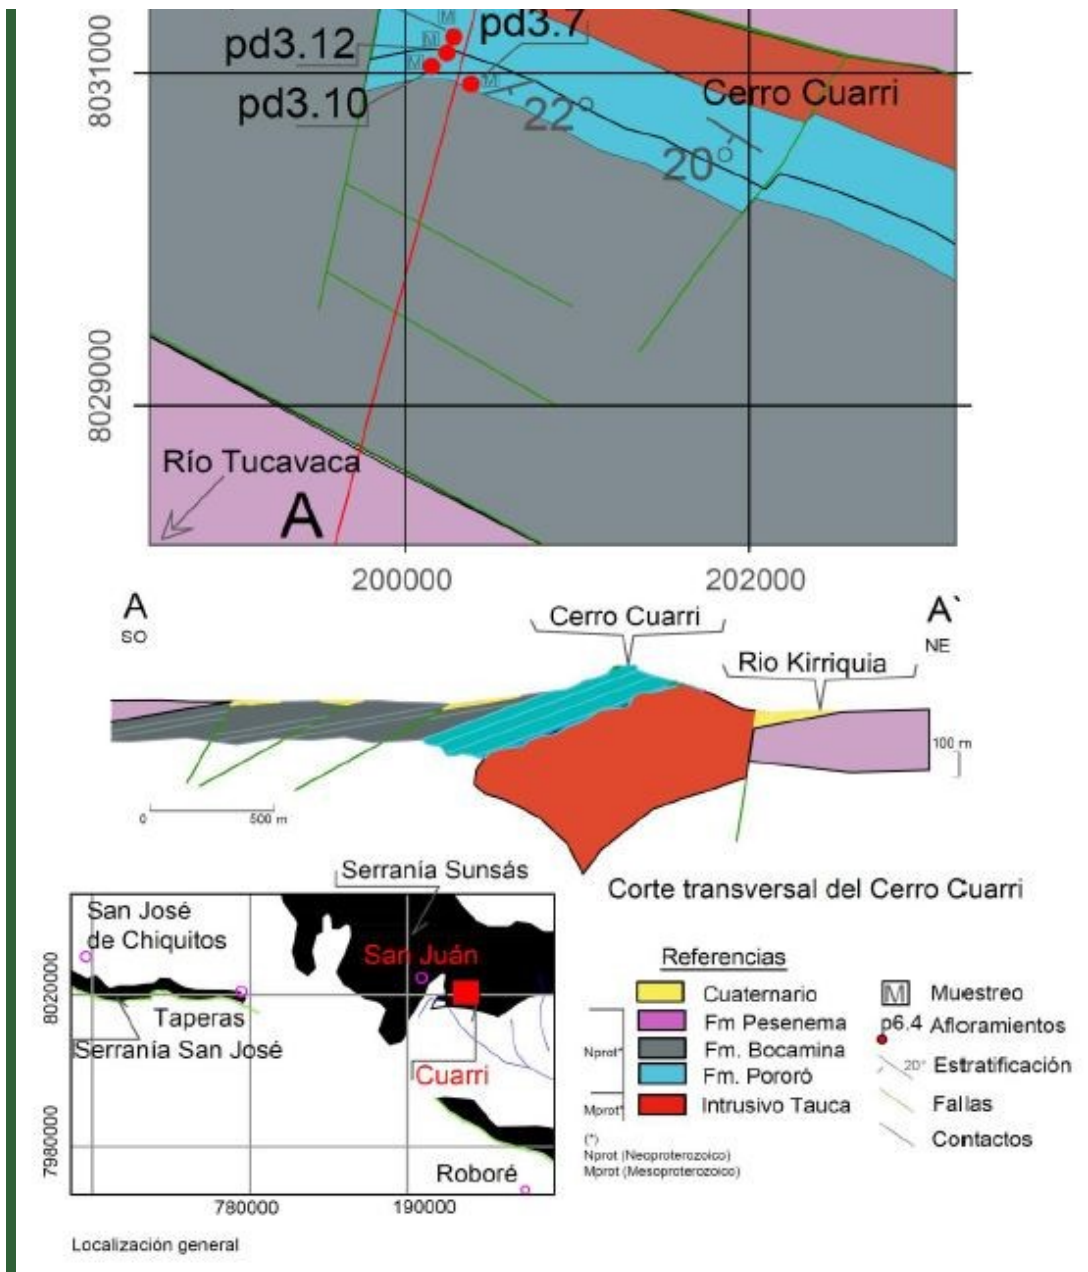 M
pd3.7
M
pd3.12
M
M
8031000
pd3.10
22°
Cerro Cuarri
20°
8029000
Río Tucavaca
A
200000
202000
A
SO
Cerro Cuarri
A`
NE
Rio Kirriquia
100 m
0
500 m
Serranía Sunsás
Corte transversal del Cerro Cuarri
San José
de Chiquitos
San Juán
8020000
Taperas
Serranía San José
Cuarri
7980000
Roboré
780000
190000
Localización general
Referencias
Cuaternario
Fm Pesenema
Nprot*
Fm. Bocamina
Fm. Pororó
Mprot*
Intrusivo Tauca
(*)
Nprot (Neoproterozoico)
Mprot (Mesoproterozoico)
M Muestreo
p6.4 Afloramientos
20° Estratificación
Fallas
Contactos